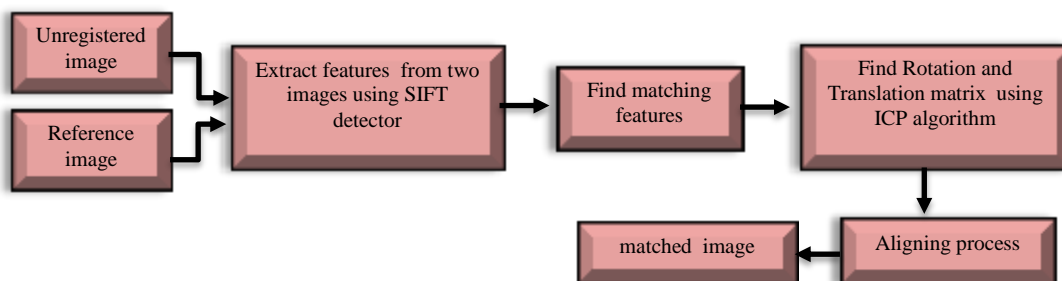 Unregistered
image
Reference
image
Extract features from two
images using SIFT
detector
Find matching
features
Find Rotation and
Translation matrix using
ICP algorithm
Aligning process
matched image